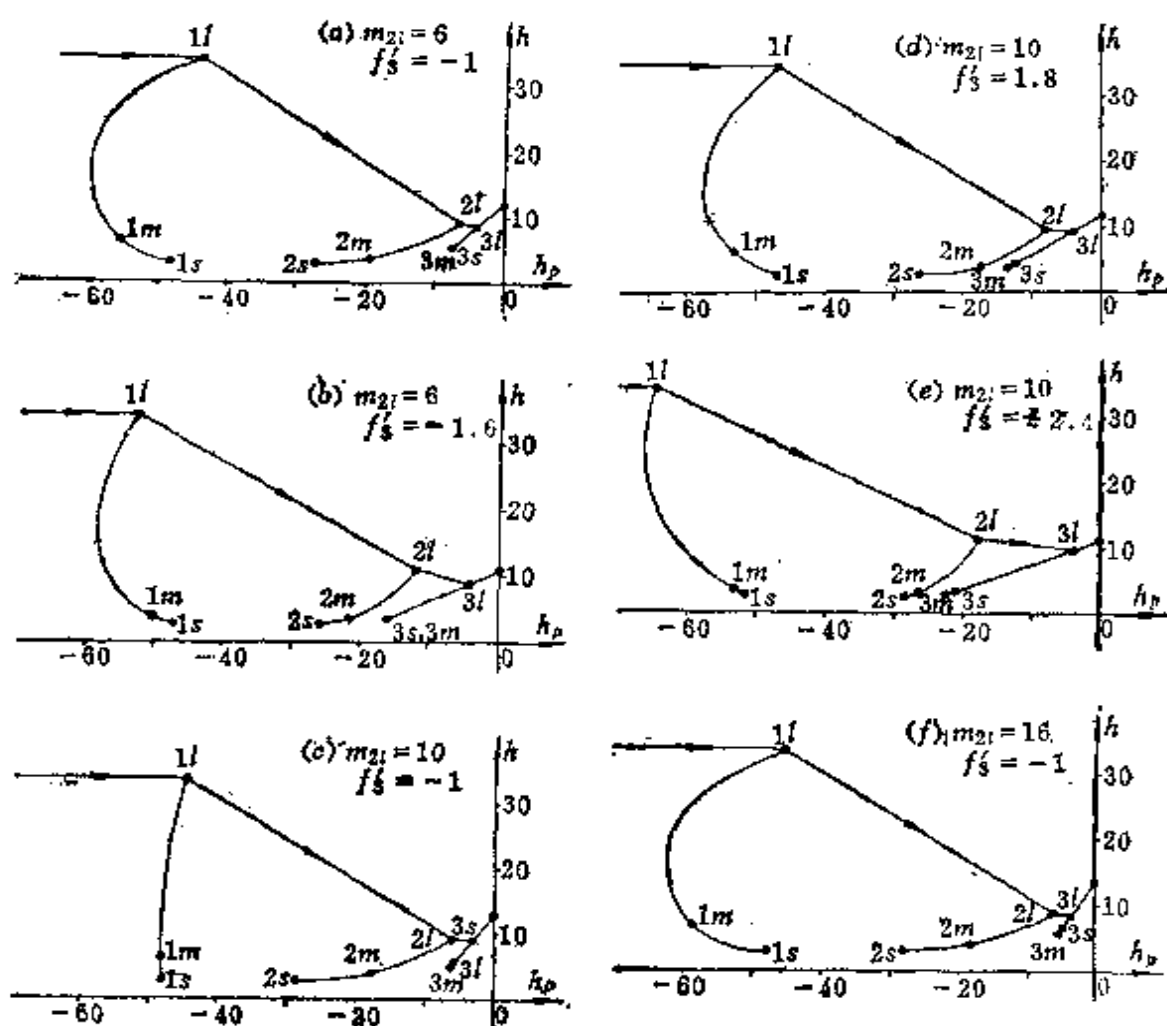 (a) m₂ₗ = 6
f′₃ = −1
h
1l
30
20
10
2l
1m
1s
2s
2m
3m
3s
3l
−60
−40
−20
0
hₚ
(d) m₂ₗ = 10
f′₃ = 1.8
h
1l
30
20
10
2l
1m
1s
2s
2m
3m
3s
3l
−60
−40
−20
0
hₚ
(b) m₂ₗ = 6
f′₃ = −1.6
h
1l
30
20
10
2l
1m
1s
2s
2m
3s,3m
3l
−60
−40
−20
0
hₚ
(e) m₂ₗ = 10
h
1l
30
20
10
2l
3l
1m
1s
2s
2m
3m
3s
−60
−40
−20
0
hₚ
(c) m₂ₗ = 10
f′₃ = −1
h
1l
30
20
10
2l
3s
1m
1s
2s
2m
3m
3l
−60
−40
−20
0
hₚ
(f) m₂ₗ = 16
f′₃ = −1
h
1l
30
20
10
2l
3l
1m
1s
2s
2m
3m
3s
−60
−40
−20
0
hₚ